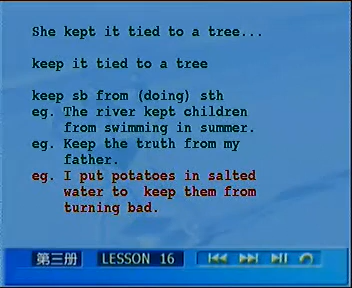 She kept it tied to a tree...
keep it tied to a tree
keep sb from (doing) sth
eg. The river kept children
from swimming in summer.
eg. Keep the truth from my
father.
eg. I put potatoes in salted
water to keep them from
turning bad.
第三册 LESSON 16